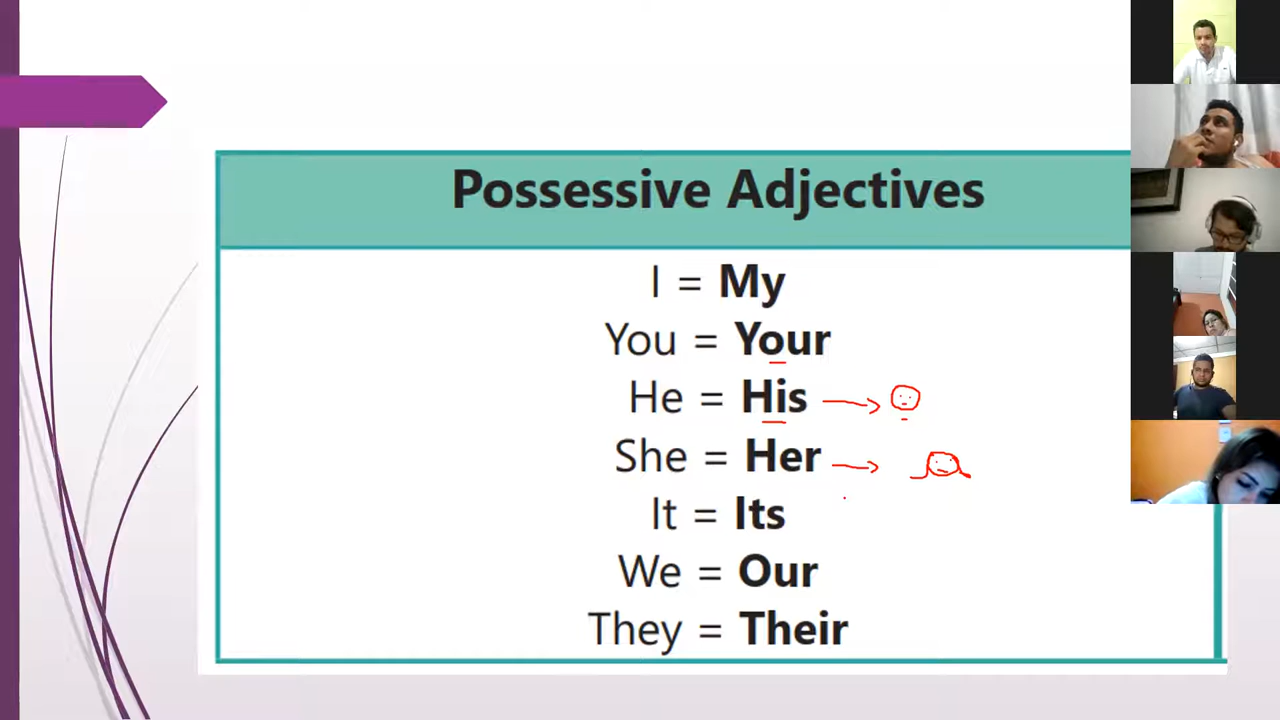 Possessive Adjectives
I = My
You = Your
He = His
She = Her
It = Its
We = Our
They = Their